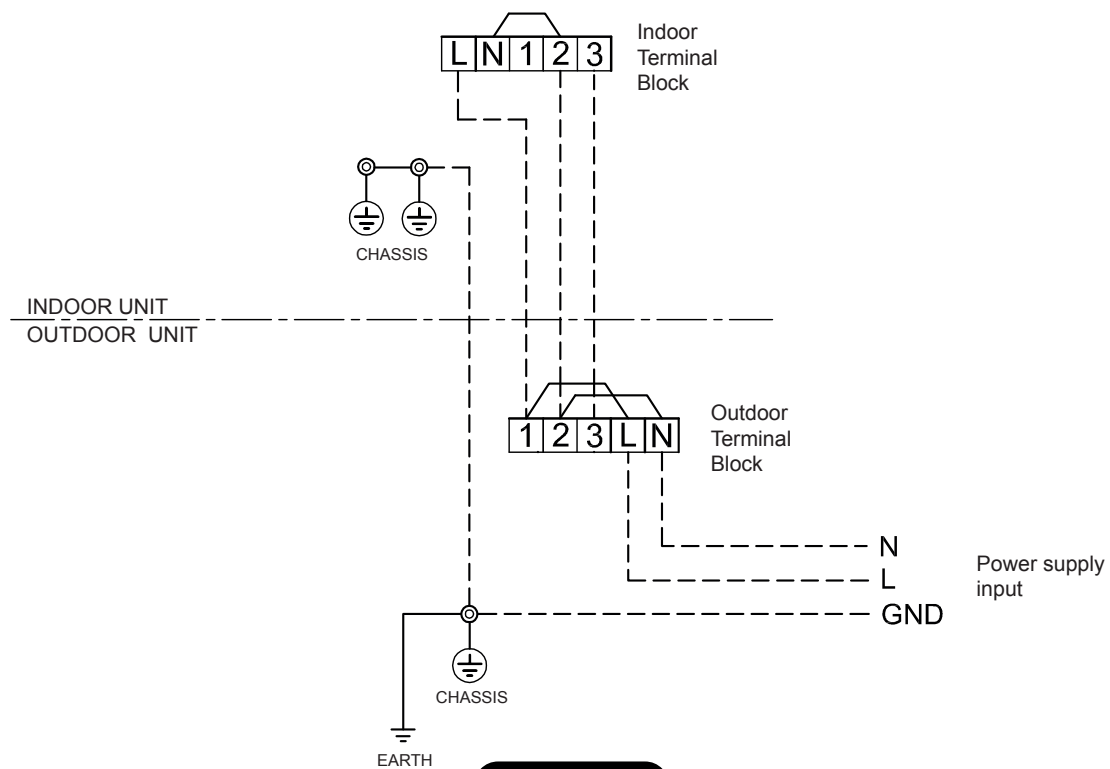 L N 1 2 3
Indoor
Terminal
Block
CHASSIS
INDOOR UNIT
OUTDOOR UNIT
1 2 3 L N
Outdoor
Terminal
Block
N
L
GND
Power supply
input
CHASSIS
EARTH